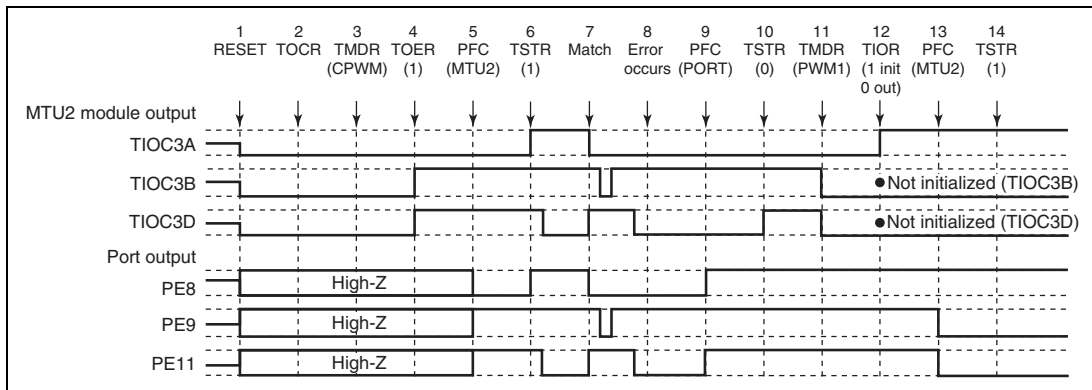 1 2 3 4 5 6 7 8 9 10 11 12 13 14
RESET TOCR TMDR TOER PFC TSTR Match Error PFC TSTR TMDR TIOR PFC TSTR
(CPWM) (1) (MTU2) (1) occurs (PORT) (0) (PWM1) (1 init (MTU2) (1)
0 out)
MTU2 module output
TIOC3A
TIOC3B
• Not initialized (TIOC3B)
TIOC3D
• Not initialized (TIOC3D)
Port output
PE8 High-Z
PE9 High-Z
PE11 High-Z